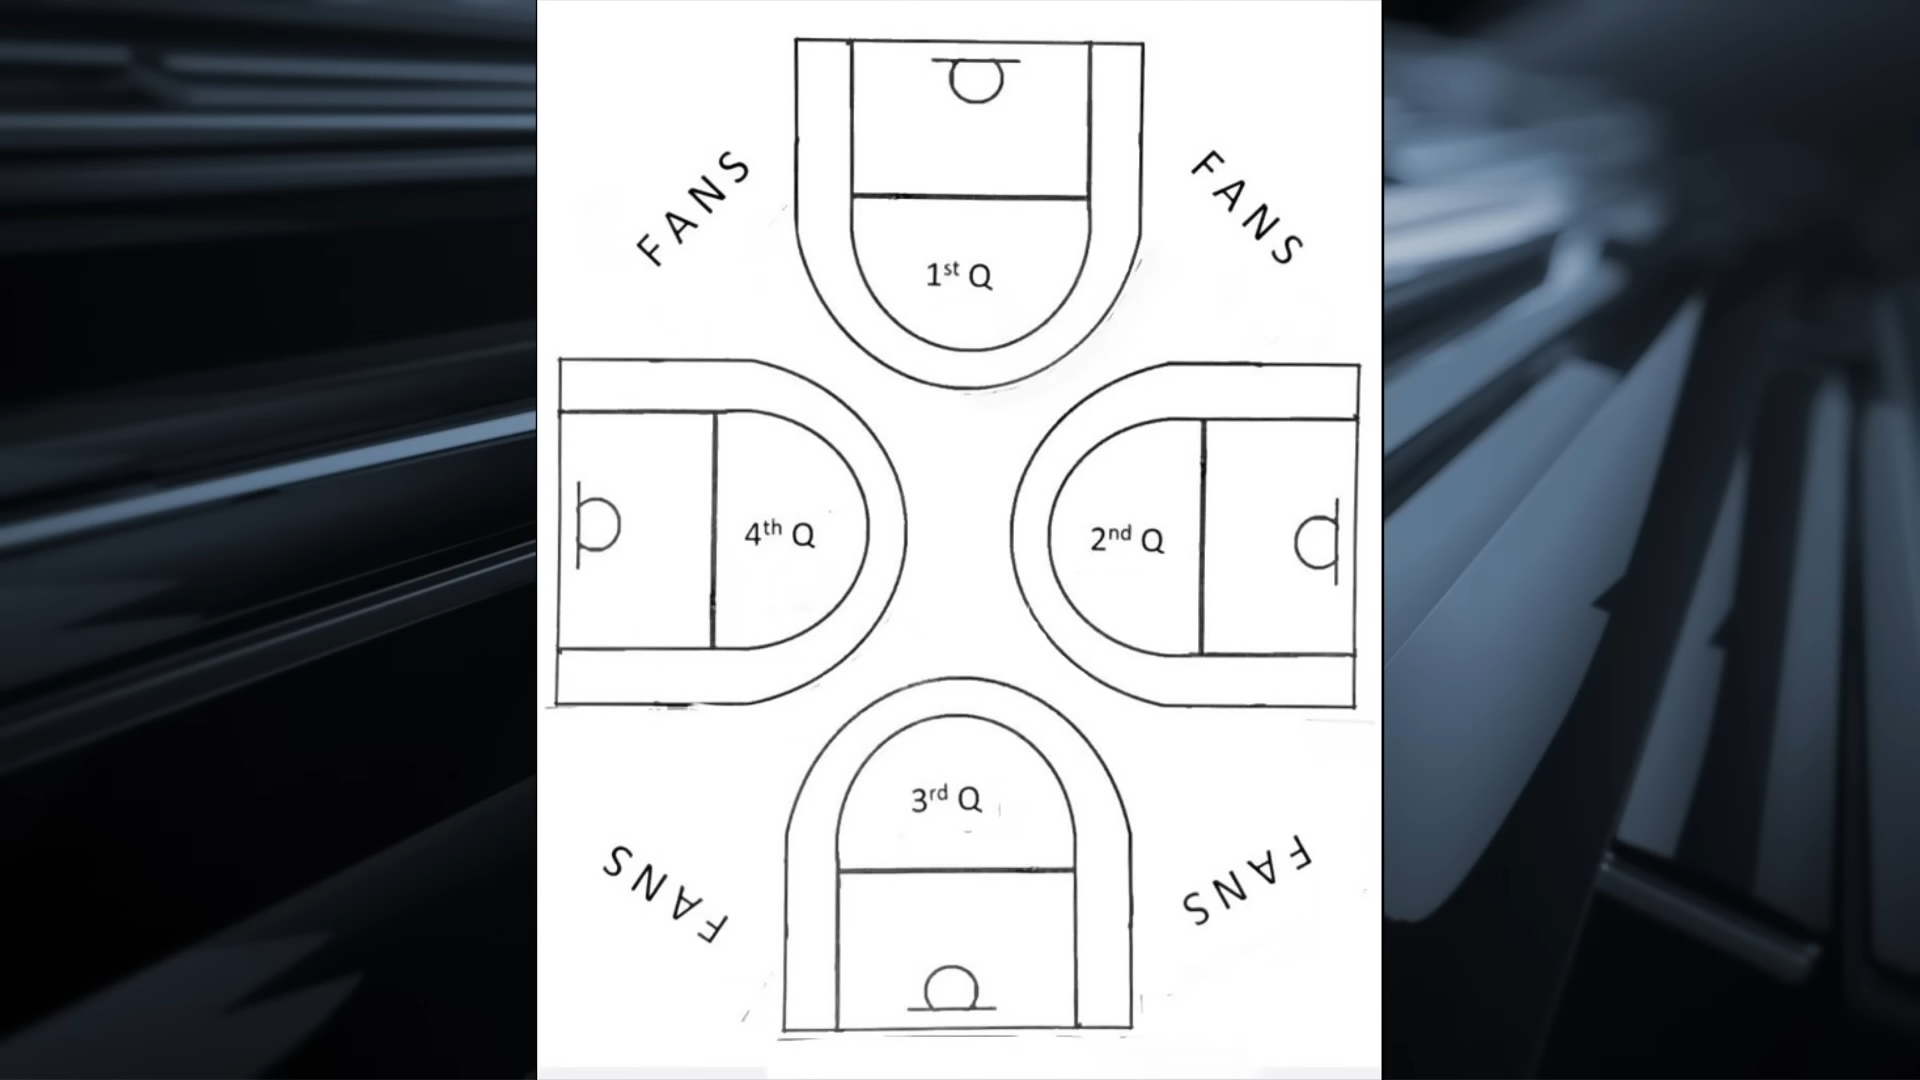 FANS
FANS
1st Q
4th Q
2nd Q
3rd Q
FANS
FANS